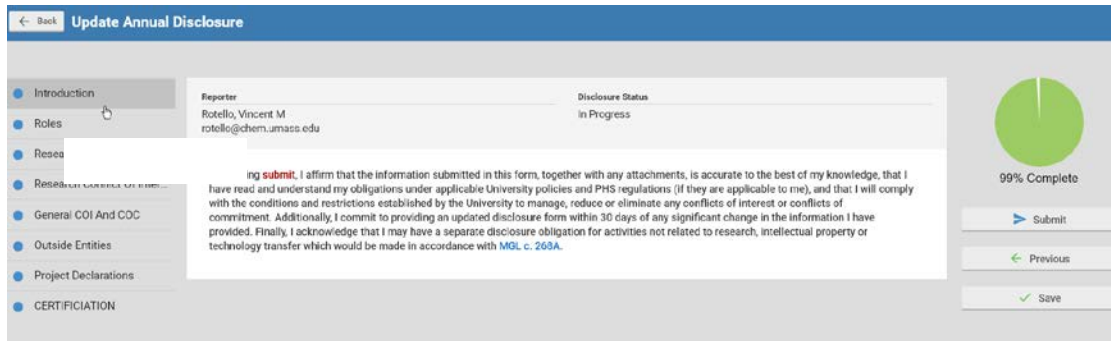 Back Update Annual Disclosure
Introduction
Roles
Resea
Research Conflict Of Inter...
General COI And COC
Outside Entities
Project Declarations
CERTIFICIATION
Reporter
Rotello, Vincent M
rotello@chem.umass.edu
Disclosure Status
In Progress
ing submit, I affirm that the information submitted in this form, together with any attachments, is accurate to the best of my knowledge, that I
have read and understand my obligations under applicable University policies and PHS regulations (if they are applicable to me), and that I will comply
with the conditions and restrictions established by the University to manage, reduce or eliminate any conflicts of interest or conflicts of
commitment. Additionally, I commit to providing an updated disclosure form within 30 days of any significant change in the information I have
provided. Finally, I acknowledge that I may have a separate disclosure obligation for activities not related to research, intellectual property or
technology transfer which would be made in accordance with MGL c. 268A.
99% Complete
Submit
Previous
Save